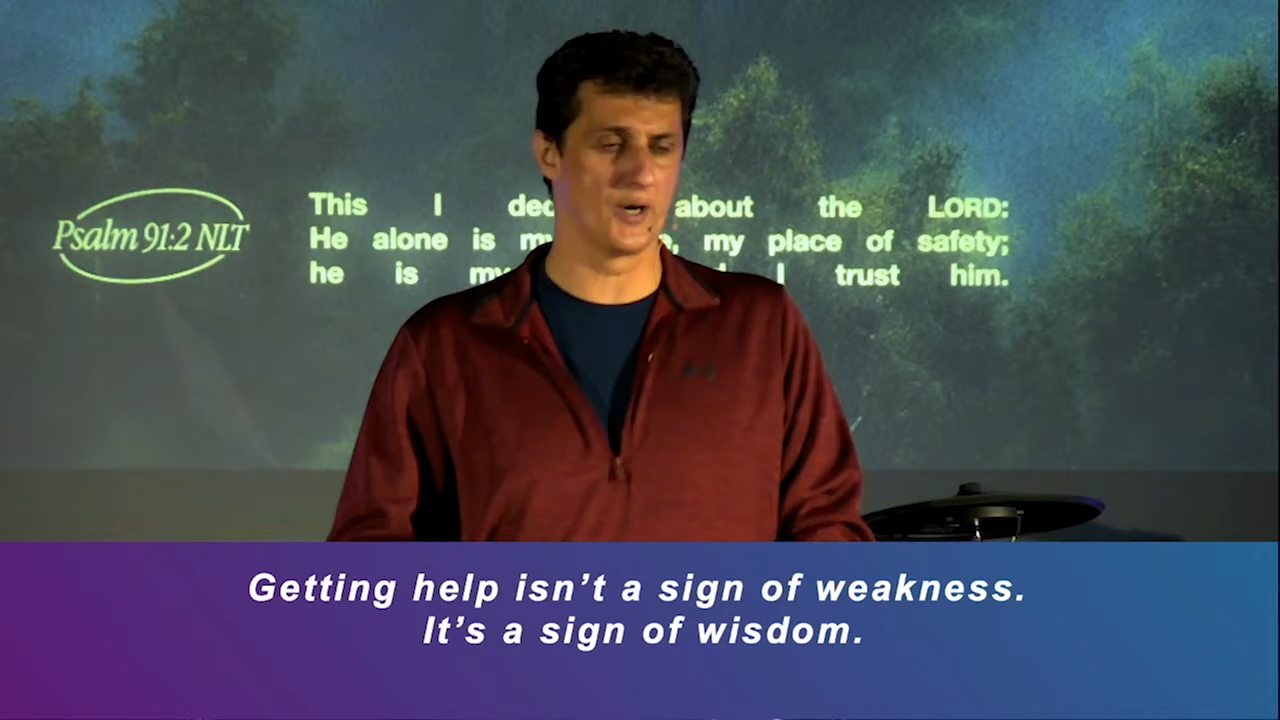 Psalm 91:2 NLT
This I about the LORD:
He alone is my place of safety;
he is my I trust him.
Getting help isn't a sign of weakness.
It's a sign of wisdom.